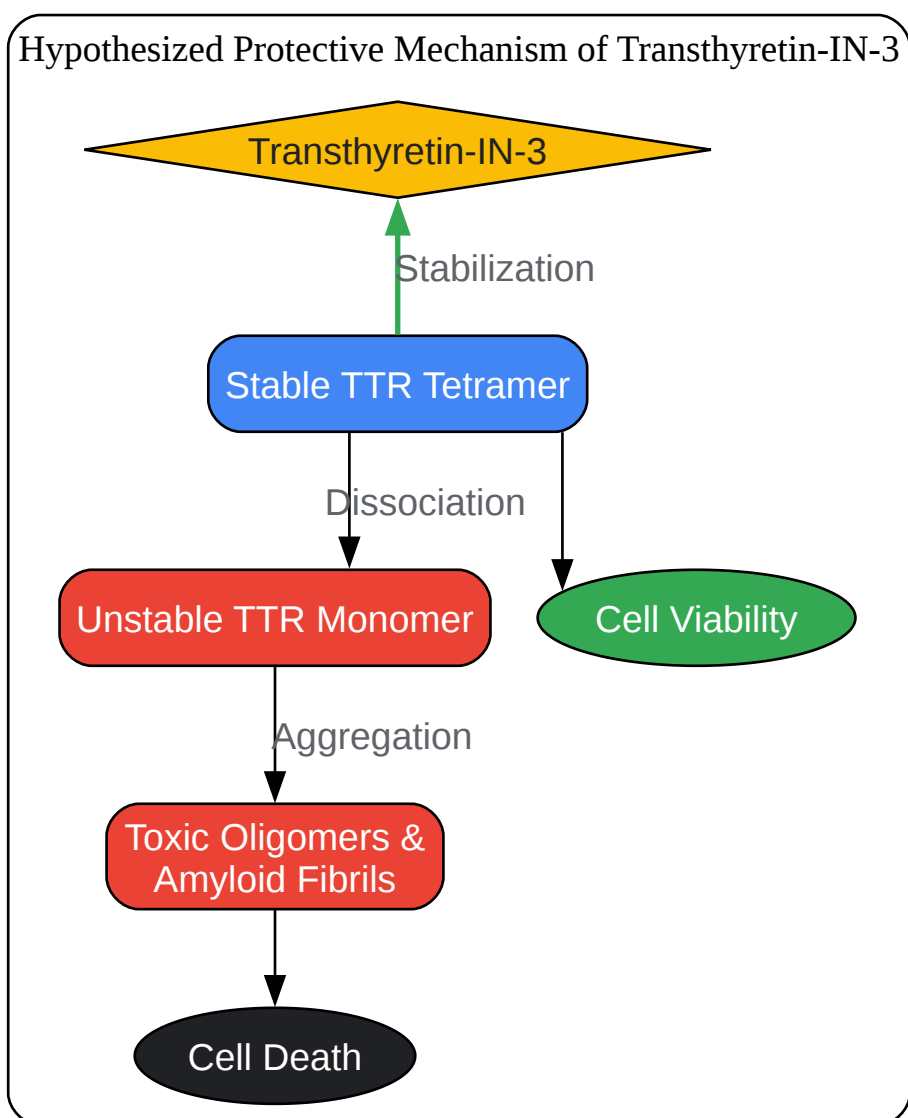 Hypothesized Protective Mechanism of Transthyretin-IN-3
Transthyretin-IN-3
Stabilization
Stable TTR Tetramer
Dissociation
Unstable TTR Monomer
Cell Viability
Aggregation
Toxic Oligomers &
Amyloid Fibrils
Cell Death